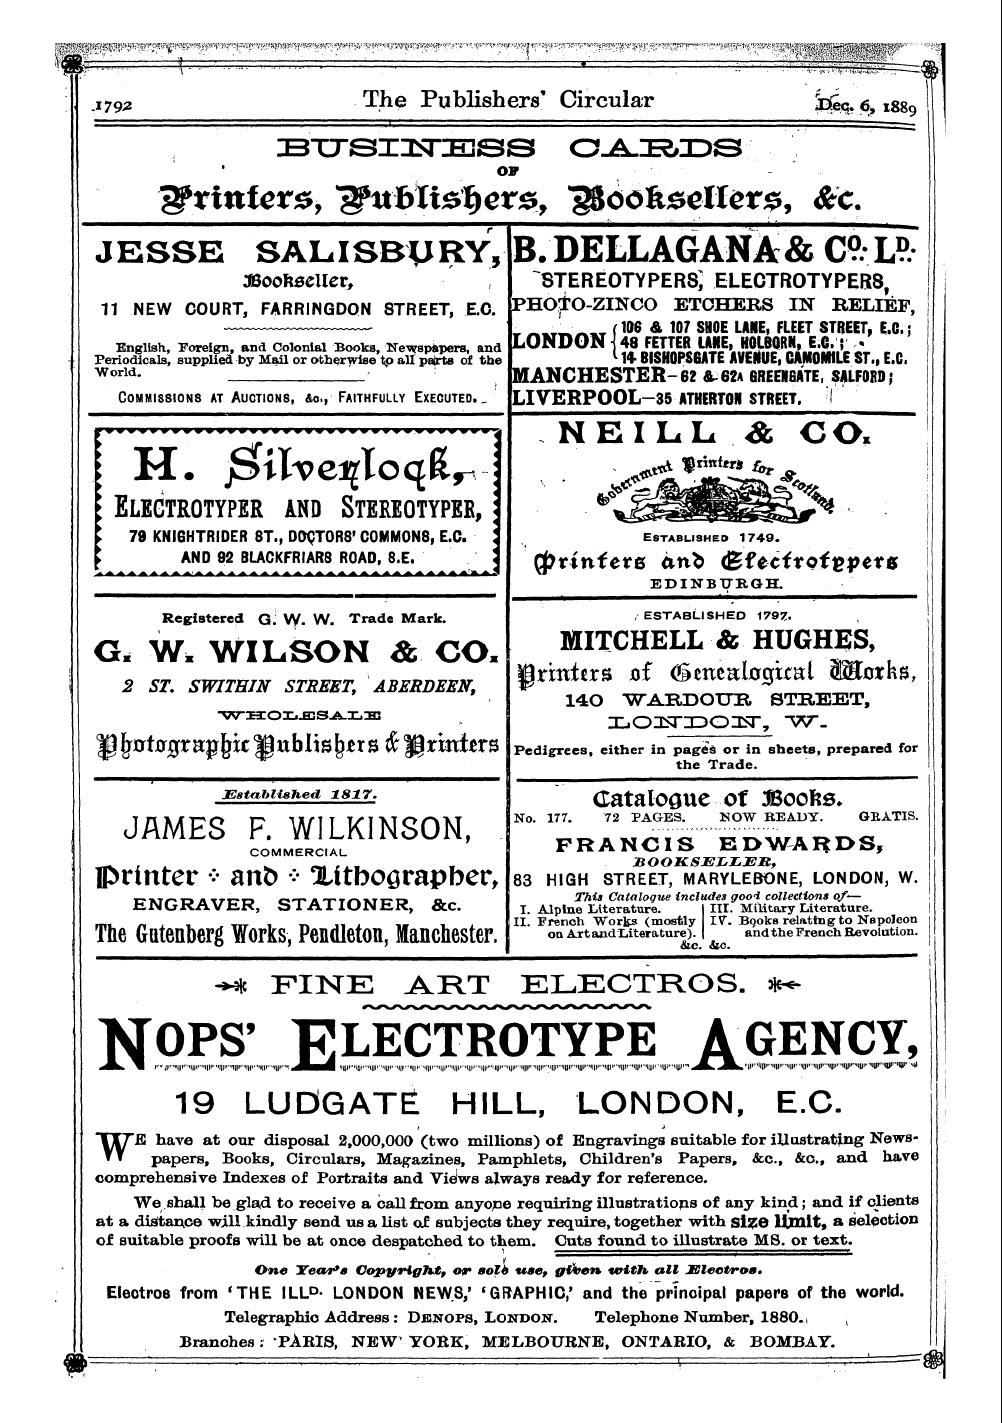 1792 The Publishers' Circular Dec. 6, 1889
BUSINESS CARDS
OF
Printers, Publishers, Booksellers, &c.
JESSE SALISBURY,
Bookseller,
11 NEW COURT, FARRINGDON STREET, E.C.
English, Foreign, and Colonial Books, Newspapers, and
Periodicals, supplied by Mail or otherwise to all parts of the
World.
COMMISSIONS AT AUCTIONS, &c., FAITHFULLY EXECUTED.
H. Silverlock,
ELECTROTYPER AND STEREOTYPER,
79 KNIGHTRIDER ST., DOCTORS' COMMONS, E.C.
AND 92 BLACKFRIARS ROAD, S.E.
Registered G. W. W. Trade Mark.
G. W. WILSON & CO.
2 ST. SWITHIN STREET, ABERDEEN,
WHOLESALE
Photographic Publishers & Printers
Established 1817.
JAMES F. WILKINSON,
COMMERCIAL
Printer and Lithographer,
ENGRAVER, STATIONER, &c.
The Gutenberg Works, Pendleton, Manchester.
B. DELLAGANA & CO. LD.
STEREOTYPERS, ELECTROTYPERS,
PHOTO-ZINCO ETCHERS IN RELIEF,
LONDON { 106 & 107 SHOE LANE, FLEET STREET, E.C.;
48 FETTER LANE, HOLBORN, E.C.;
14 BISHOPSGATE AVENUE, CAMOMILE ST., E.C.
MANCHESTER—62 & 62A GREENGATE, SALFORD;
LIVERPOOL—35 ATHERTON STREET.
NEILL & CO.
Government Printers for Scotland.
ESTABLISHED 1749.
Printers and Electrotypers
EDINBURGH.
ESTABLISHED 1797.
MITCHELL & HUGHES,
Printers of Genealogical Works,
140 WARDOUR STREET,
LONDON, W.
Pedigrees, either in pages or in sheets, prepared for
the Trade.
Catalogue of Books.
No. 177. 72 PAGES. NOW READY. GRATIS.
FRANCIS EDWARDS,
BOOKSELLER,
83 HIGH STREET, MARYLEBONE, LONDON, W.
This Catalogue includes good collections of—
I. Alpine Literature.
II. French Works (mostly
on Art and Literature).
III. Military Literature.
IV. Books relating to Napoleon
and the French Revolution.
&c. &c.
FINE ART ELECTROS.
NOPS' ELECTROTYPE AGENCY,
19 LUDGATE HILL, LONDON, E.C.
WE have at our disposal 2,000,000 (two millions) of Engravings suitable for illustrating News-
papers, Books, Circulars, Magazines, Pamphlets, Children's Papers, &c., &c., and have
comprehensive Indexes of Portraits and Views always ready for reference.
We shall be glad to receive a call from anyone requiring illustrations of any kind; and if clients
at a distance will kindly send us a list of subjects they require, together with size limit, a selection
of suitable proofs will be at once despatched to them. Cuts found to illustrate MS. or text.
One Year's Copyright, or sole use, given with all Electros.
Electros from 'THE ILLD. LONDON NEWS,' 'GRAPHIC,' and the principal papers of the world.
Telegraphic Address: DENOPS, LONDON. Telephone Number, 1880.
Branches: PARIS, NEW YORK, MELBOURNE, ONTARIO, & BOMBAY.